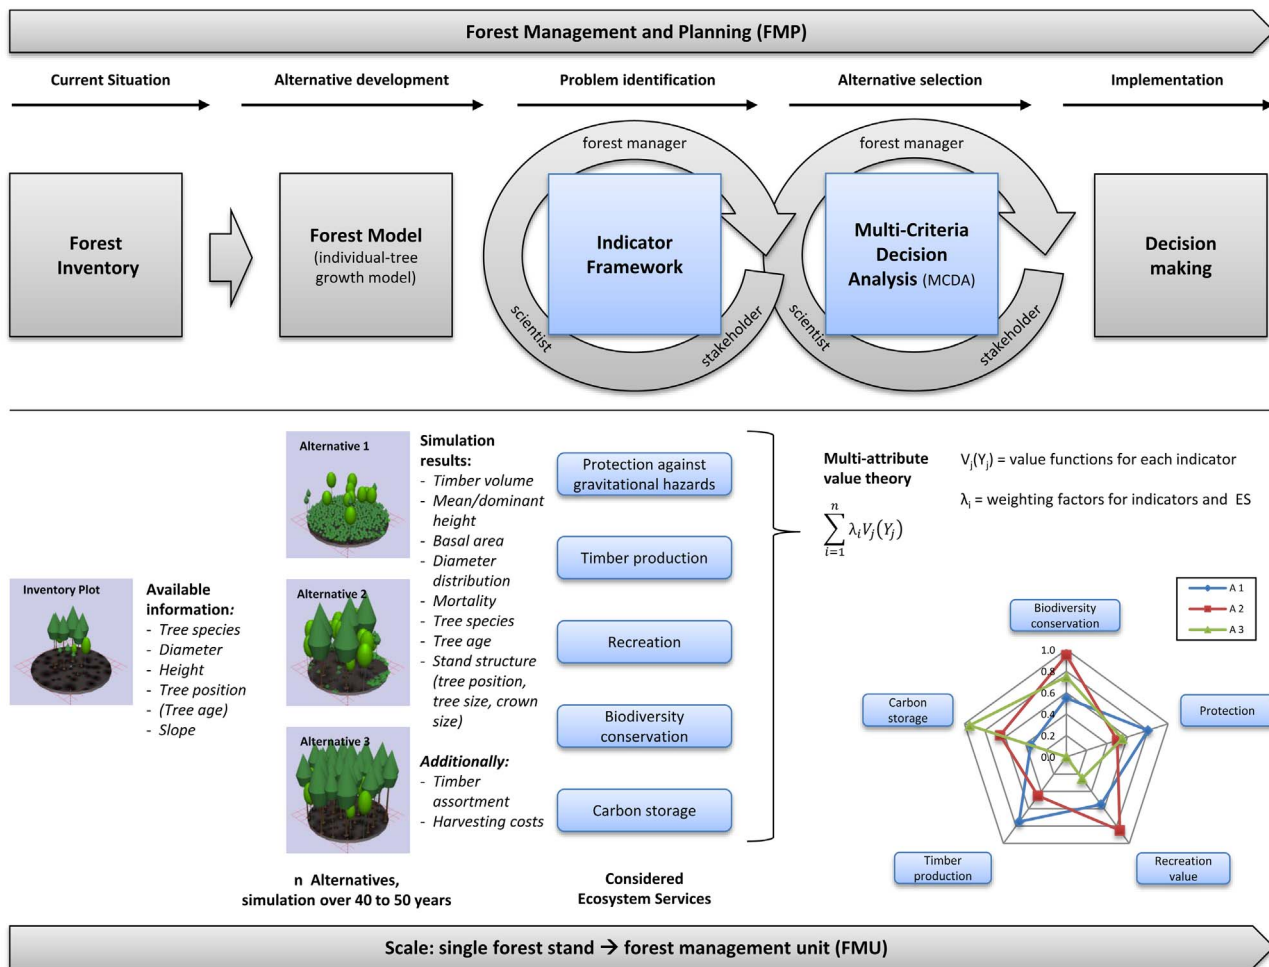 Forest Management and Planning (FMP)
Current Situation
Alternative development
Problem identification
Alternative selection
Implementation
Forest
Inventory
Forest Model
(individual-tree
growth model)
forest manager
Indicator
Framework
scientist
stakeholder
forest manager
Multi-Criteria
Decision
Analysis (MCDA)
scientist
stakeholder
Decision
making
Inventory Plot
Available
information:
- Tree species
- Diameter
- Height
- Tree position
- (Tree age)
- Slope
Alternative 1
Alternative 2
Alternative 3
n Alternatives,
simulation over 40 to 50 years
Simulation
results:
- Timber volume
- Mean/dominant
height
- Basal area
- Diameter
distribution
- Mortality
- Tree species
- Tree age
- Stand structure
(tree position,
tree size, crown
size)
Additionally:
- Timber
assortment
- Harvesting costs
Protection against
gravitational hazards
Timber production
Recreation
Biodiversity
conservation
Carbon storage
Considered
Ecosystem Services
Multi-attribute
value theory
n
∑ λiVj(Yj)
i=1
Vj(Yj) = value functions for each indicator
λi = weighting factors for indicators and ES
A 1
A 2
A 3
Biodiversity
conservation
1.0
0.8
0.6
0.4
0.2
0.0
Carbon
storage
Protection
Timber
production
Recreation
value
Scale: single forest stand → forest management unit (FMU)